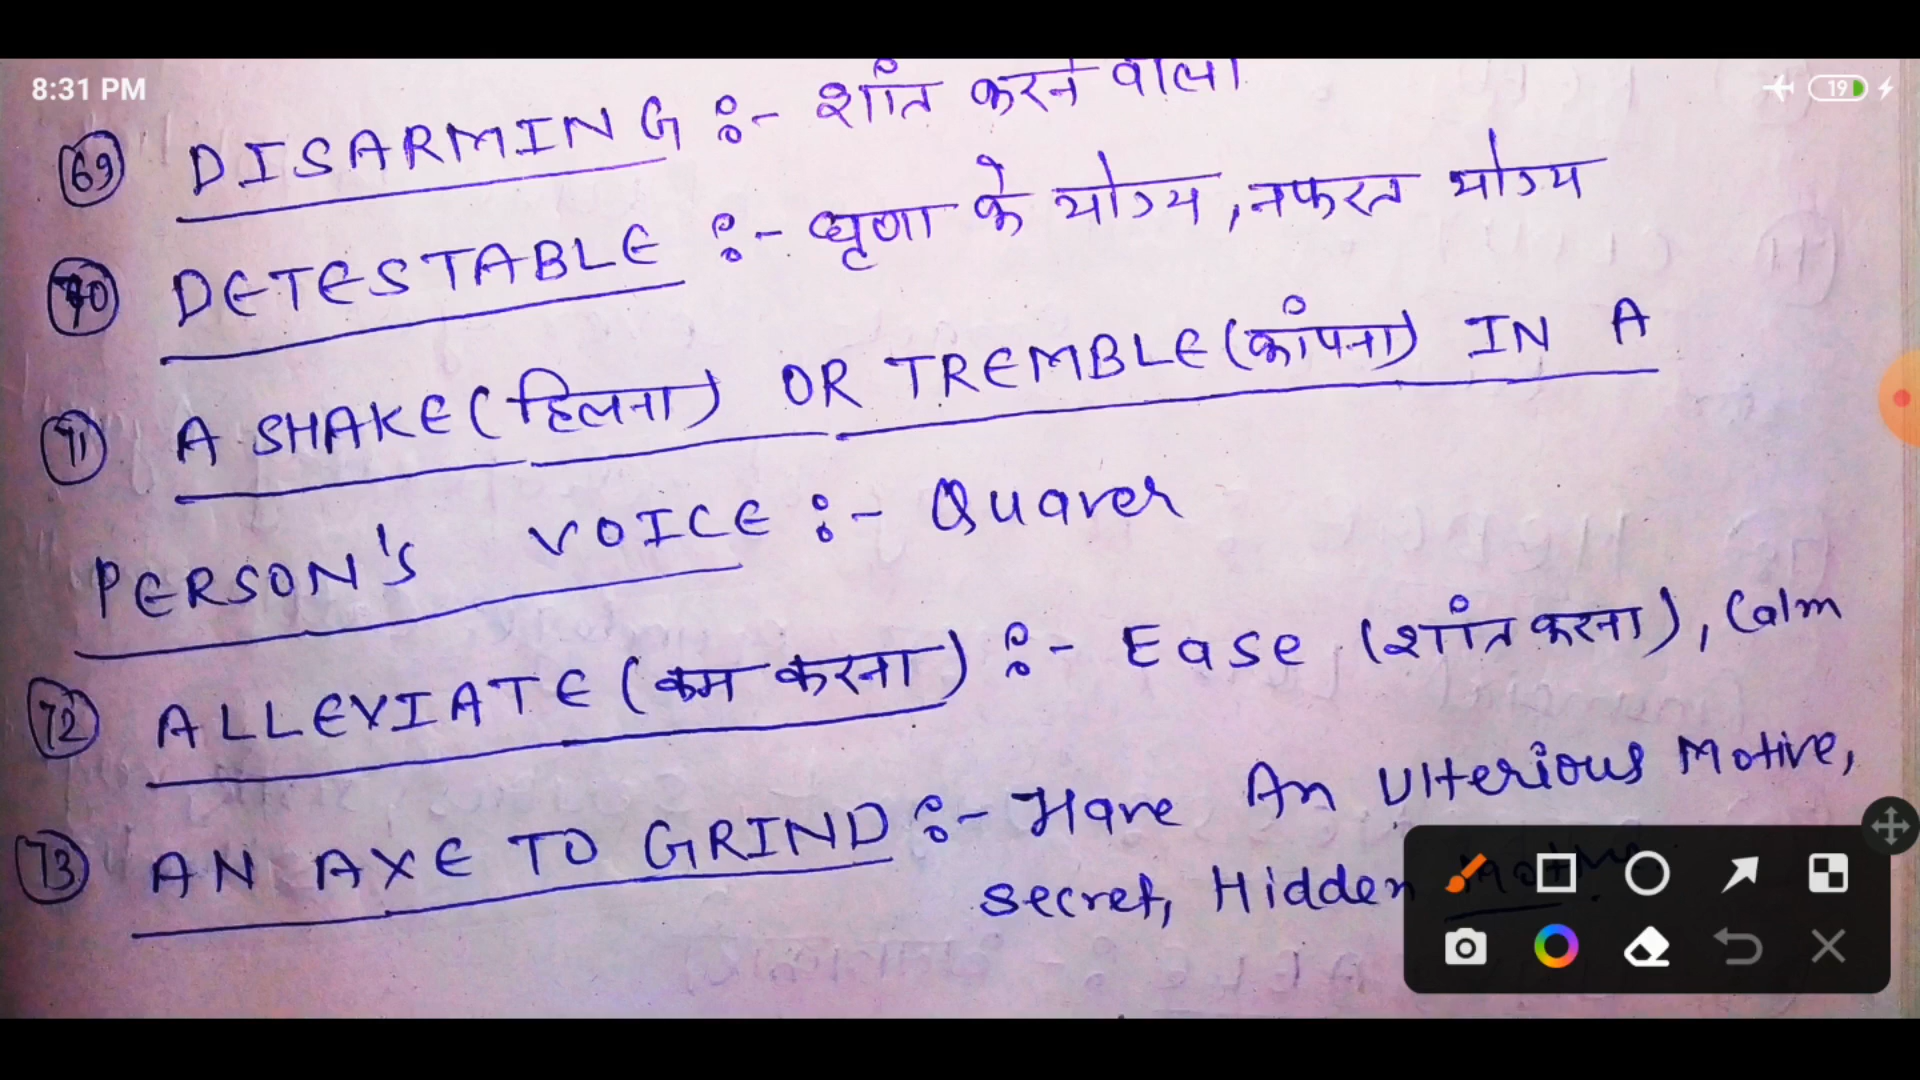 8:31 PM
19
69 DISARMING :- शांत करने वाला
70 DETESTABLE :- घृणा के योग्य, नफरत योग्य
71 A SHAKE (हिलना) OR TREMBLE (कांपना) IN A
PERSON's VOICE :- Quaver
72 ALLEVIATE (कम करना) :- Ease (शांत करना), Calm
73 AN AXE TO GRIND :- Have An Ulterious Motive,
secret, Hidden